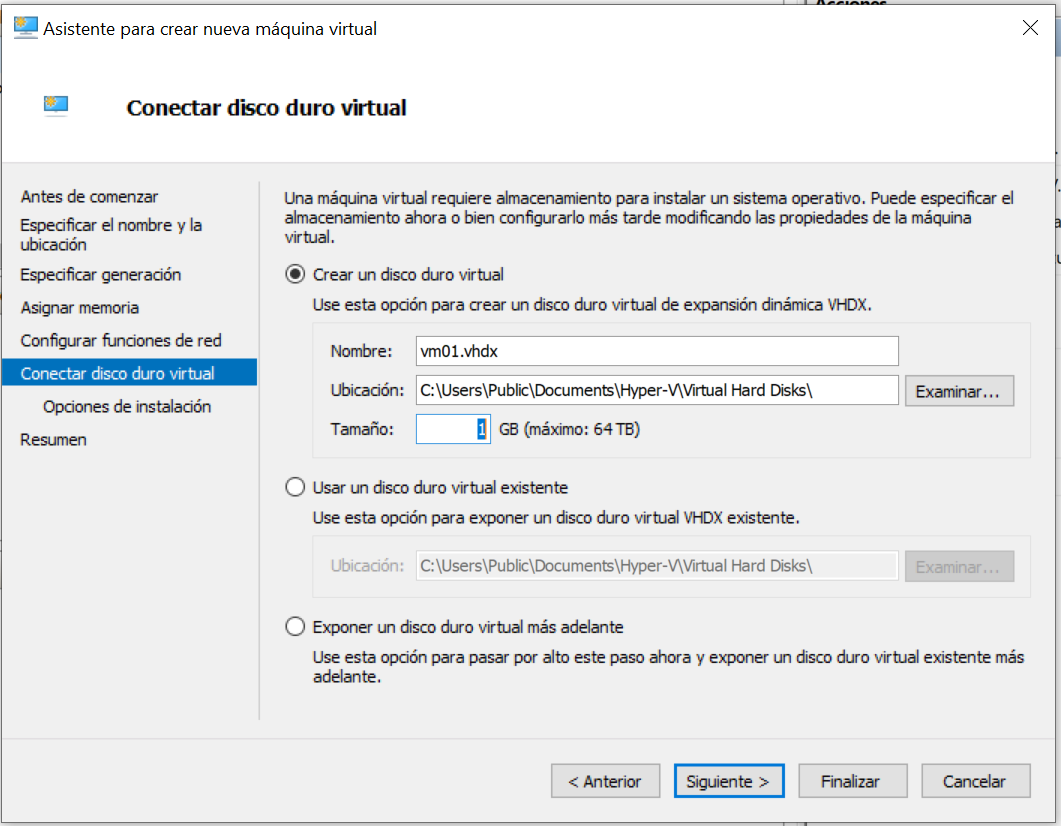 Acciones
Asistente para crear nueva máquina virtual
Conectar disco duro virtual
Antes de comenzar
Especificar el nombre y la
ubicación
Especificar generación
Asignar memoria
Configurar funciones de red
Conectar disco duro virtual
Opciones de instalación
Resumen
Una máquina virtual requiere almacenamiento para instalar un sistema operativo. Puede especificar el
almacenamiento ahora o bien configurarlo más tarde modificando las propiedades de la máquina
virtual.
Crear un disco duro virtual
Use esta opción para crear un disco duro virtual de expansión dinámica VHDX.
Nombre: vm01.vhdx
Ubicación: C:\Users\Public\Documents\Hyper-V\Virtual Hard Disks\ Examinar...
Tamaño: 1 GB (máximo: 64 TB)
Usar un disco duro virtual existente
Use esta opción para exponer un disco duro virtual VHDX existente.
Ubicación: C:\Users\Public\Documents\Hyper-V\Virtual Hard Disks\ Examinar...
Exponer un disco duro virtual más adelante
Use esta opción para pasar por alto este paso ahora y exponer un disco duro virtual existente más
adelante.
< Anterior Siguiente > Finalizar Cancelar